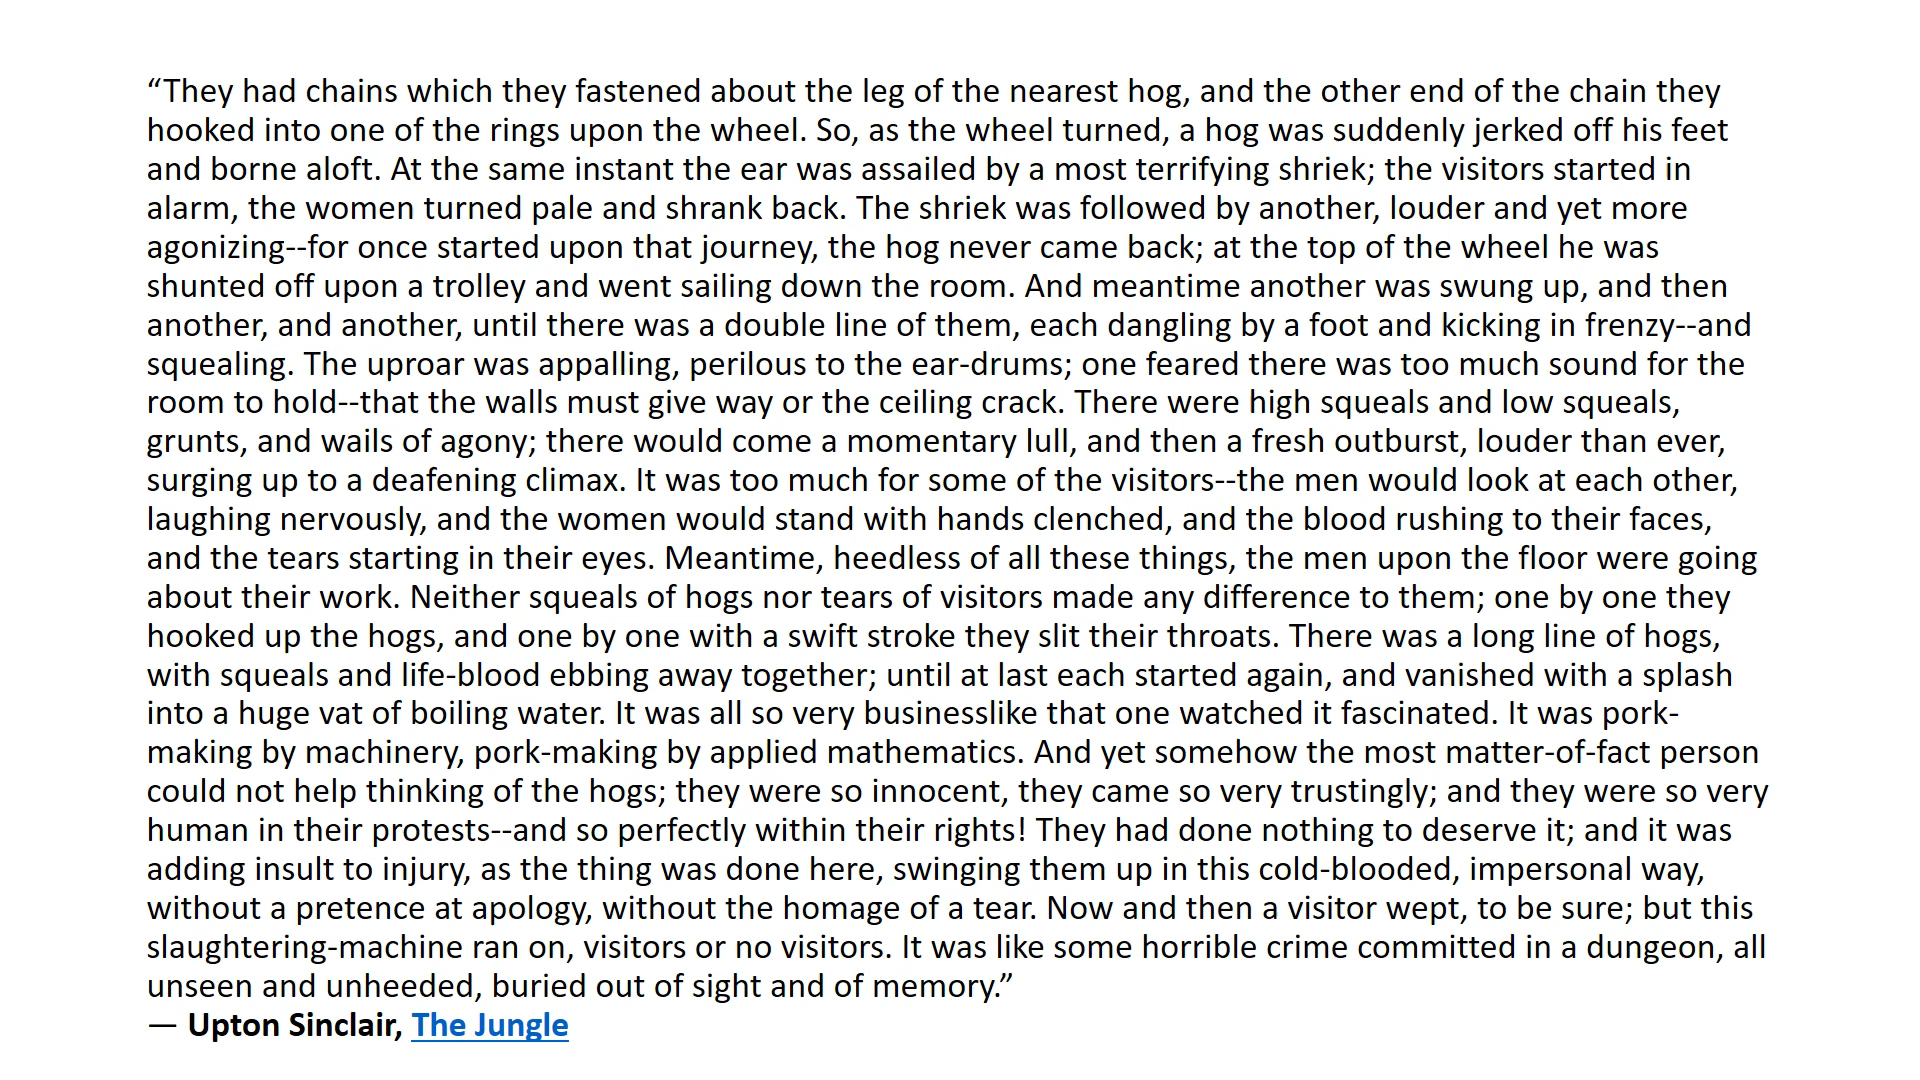 “They had chains which they fastened about the leg of the nearest hog, and the other end of the chain they
hooked into one of the rings upon the wheel. So, as the wheel turned, a hog was suddenly jerked off his feet
and borne aloft. At the same instant the ear was assailed by a most terrifying shriek; the visitors started in
alarm, the women turned pale and shrank back. The shriek was followed by another, louder and yet more
agonizing--for once started upon that journey, the hog never came back; at the top of the wheel he was
shunted off upon a trolley and went sailing down the room. And meantime another was swung up, and then
another, and another, until there was a double line of them, each dangling by a foot and kicking in frenzy--and
squealing. The uproar was appalling, perilous to the ear-drums; one feared there was too much sound for the
room to hold--that the walls must give way or the ceiling crack. There were high squeals and low squeals,
grunts, and wails of agony; there would come a momentary lull, and then a fresh outburst, louder than ever,
surging up to a deafening climax. It was too much for some of the visitors--the men would look at each other,
laughing nervously, and the women would stand with hands clenched, and the blood rushing to their faces,
and the tears starting in their eyes. Meantime, heedless of all these things, the men upon the floor were going
about their work. Neither squeals of hogs nor tears of visitors made any difference to them; one by one they
hooked up the hogs, and one by one with a swift stroke they slit their throats. There was a long line of hogs,
with squeals and life-blood ebbing away together; until at last each started again, and vanished with a splash
into a huge vat of boiling water. It was all so very businesslike that one watched it fascinated. It was pork-
making by machinery, pork-making by applied mathematics. And yet somehow the most matter-of-fact person
could not help thinking of the hogs; they were so innocent, they came so very trustingly; and they were so very
human in their protests--and so perfectly within their rights! They had done nothing to deserve it; and it was
adding insult to injury, as the thing was done here, swinging them up in this cold-blooded, impersonal way,
without a pretence at apology, without the homage of a tear. Now and then a visitor wept, to be sure; but this
slaughtering-machine ran on, visitors or no visitors. It was like some horrible crime committed in a dungeon, all
unseen and unheeded, buried out of sight and of memory.”
― Upton Sinclair, The Jungle